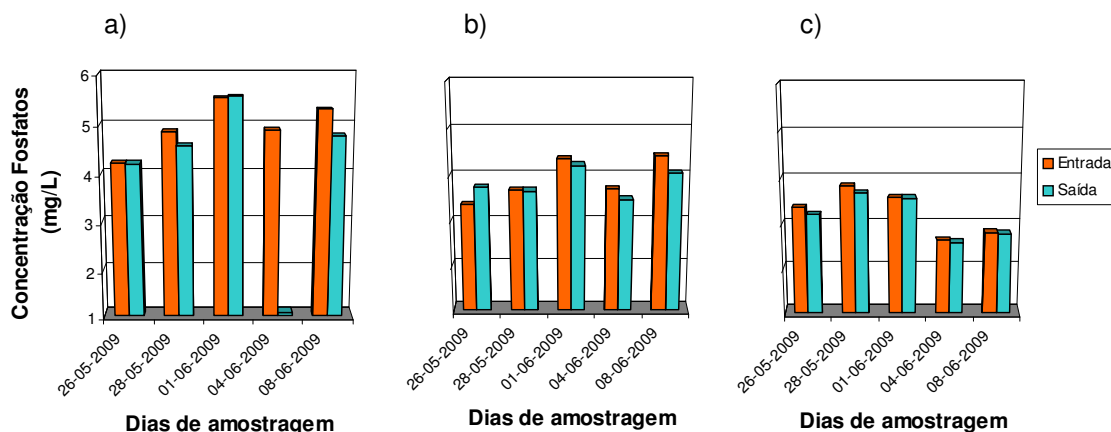 a)
b)
c)
Concentração Fosfatos
(mg/L)
6
5
4
3
2
1
26-05-2009
28-05-2009
01-06-2009
04-06-2009
08-06-2009
26-05-2009
28-05-2009
01-06-2009
04-06-2009
08-06-2009
26-05-2009
28-05-2009
01-06-2009
04-06-2009
08-06-2009
Dias de amostragem
Dias de amostragem
Dias de amostragem
Entrada
Saída